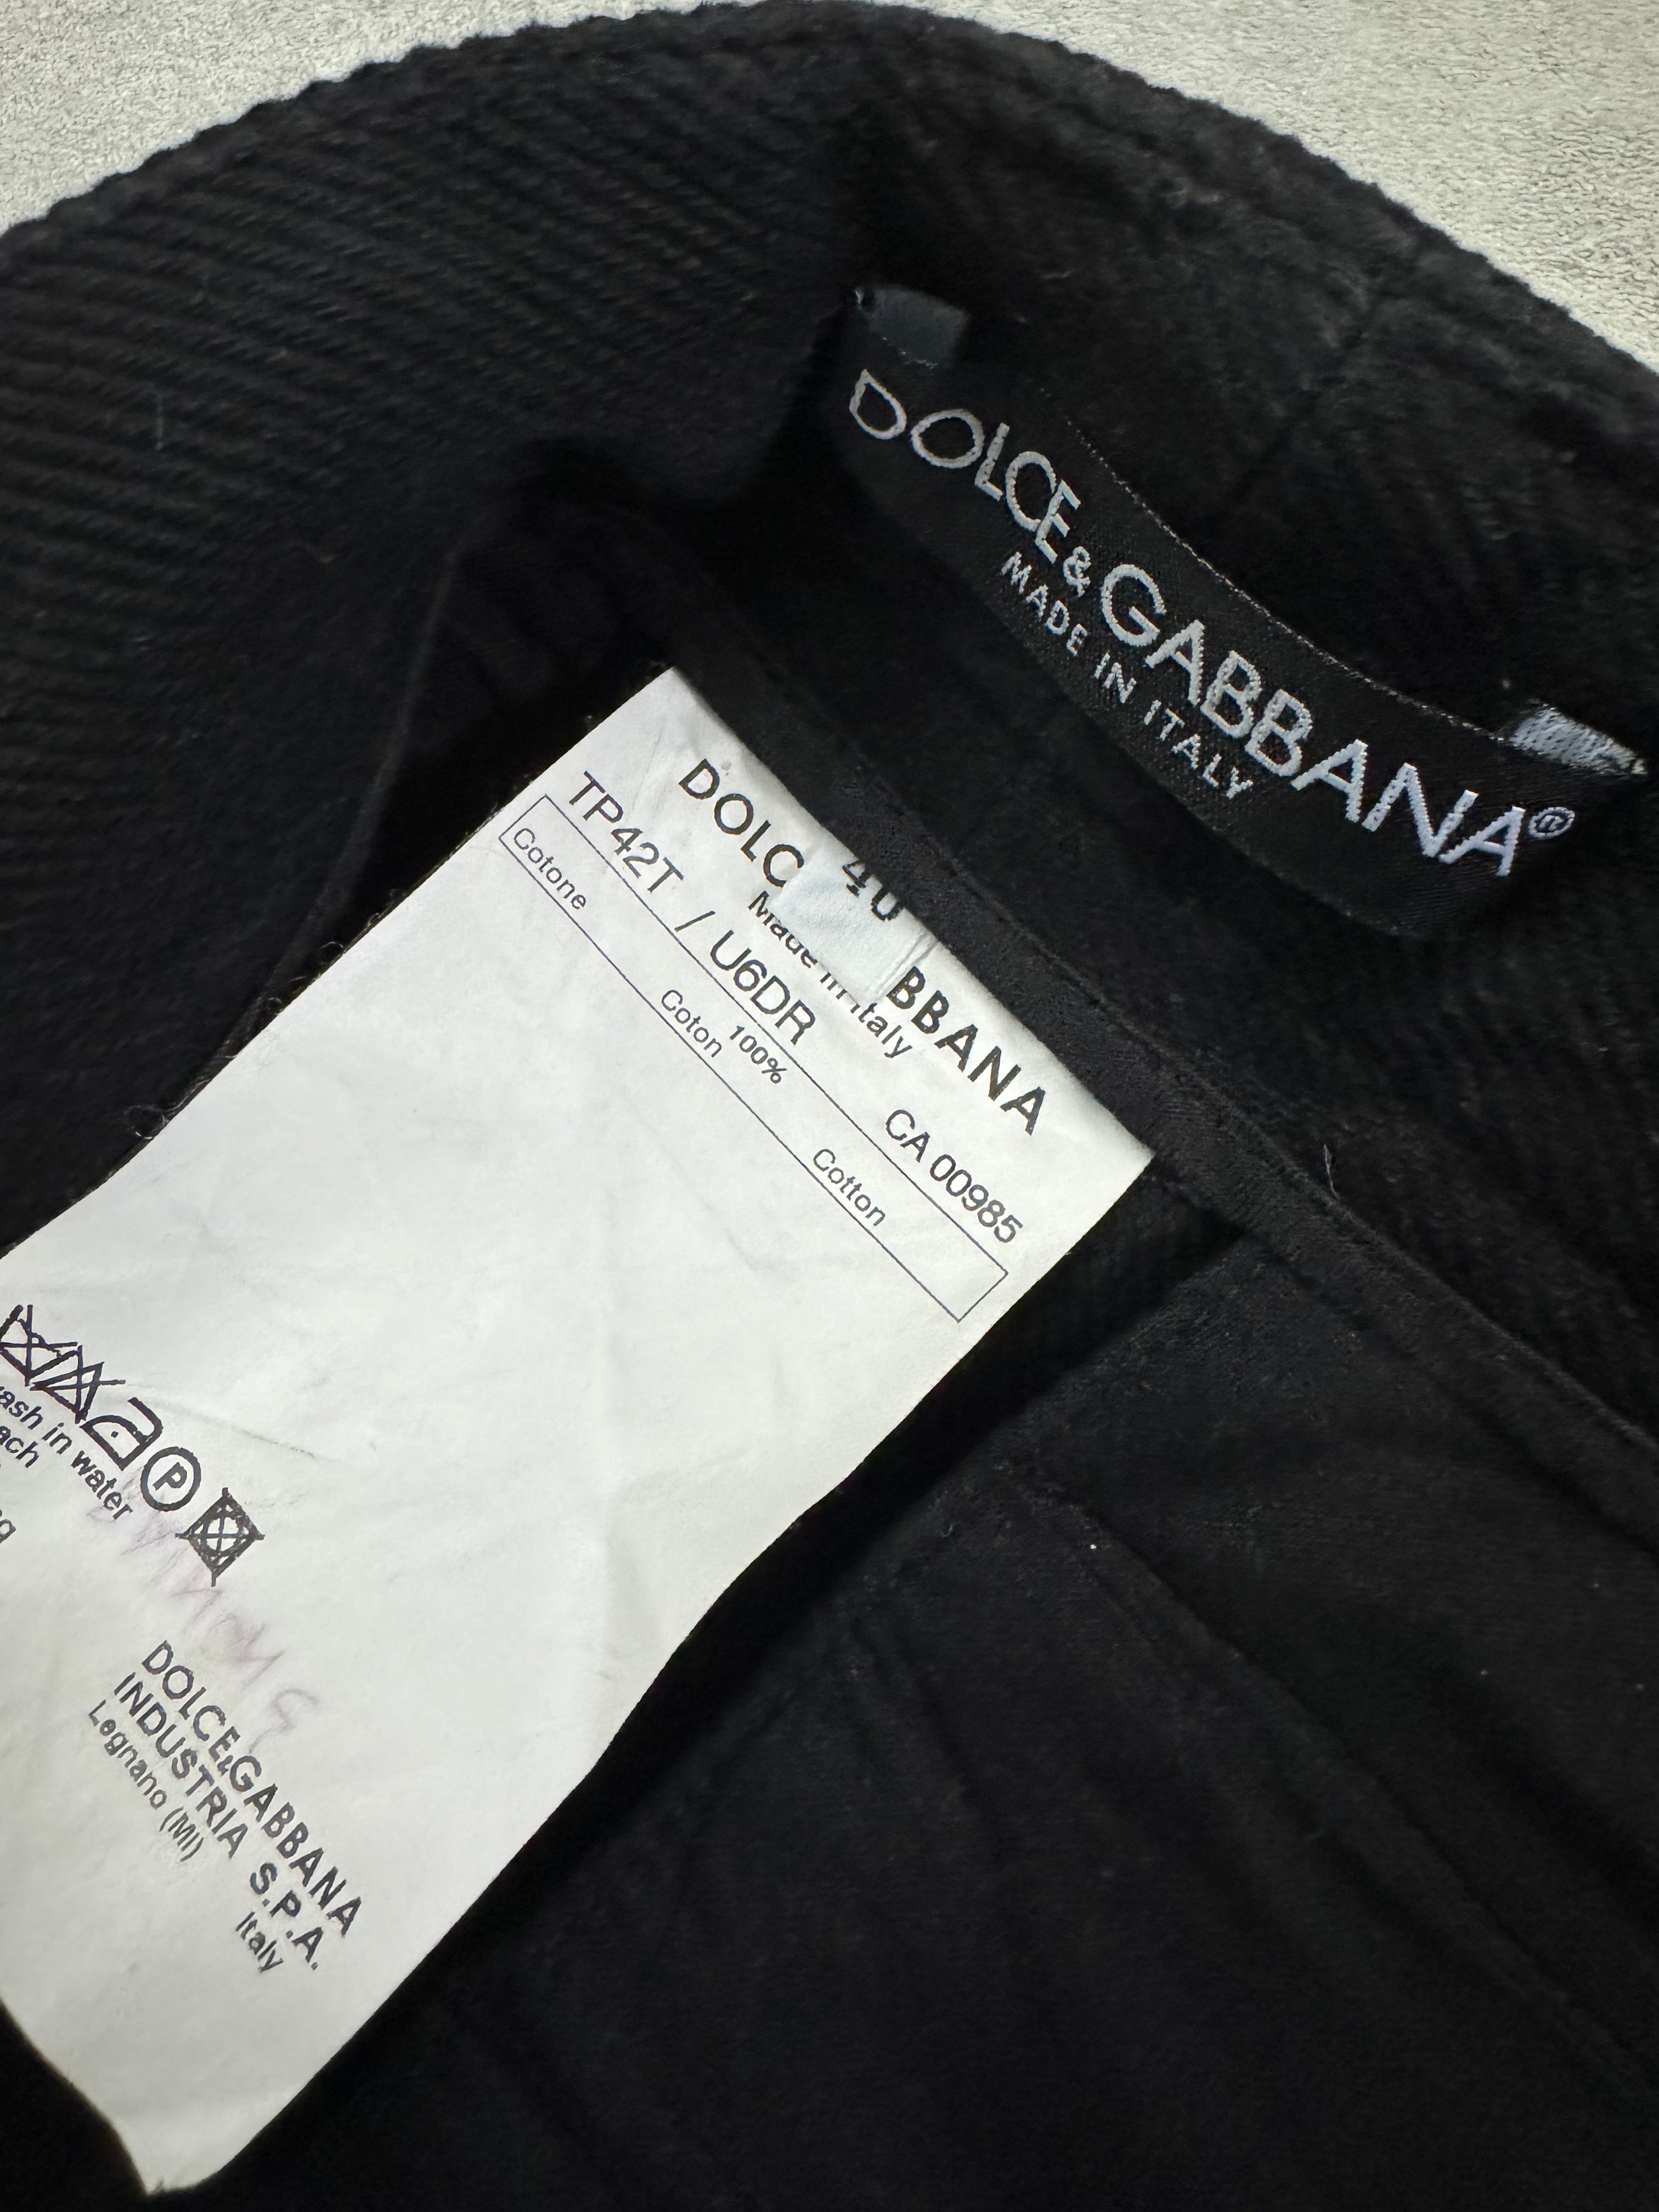 DOLCE&GABBANA®
MADE IN ITALY
40
DOLC BBANA
Made in Italy
TP42T / U6DR CA 00985
100%
Cotone Coton Cotton
ash in water
ach
g
P
DOLCE&GABBANA
INDUSTRIA S.P.A.
Legnano (MI) Italy